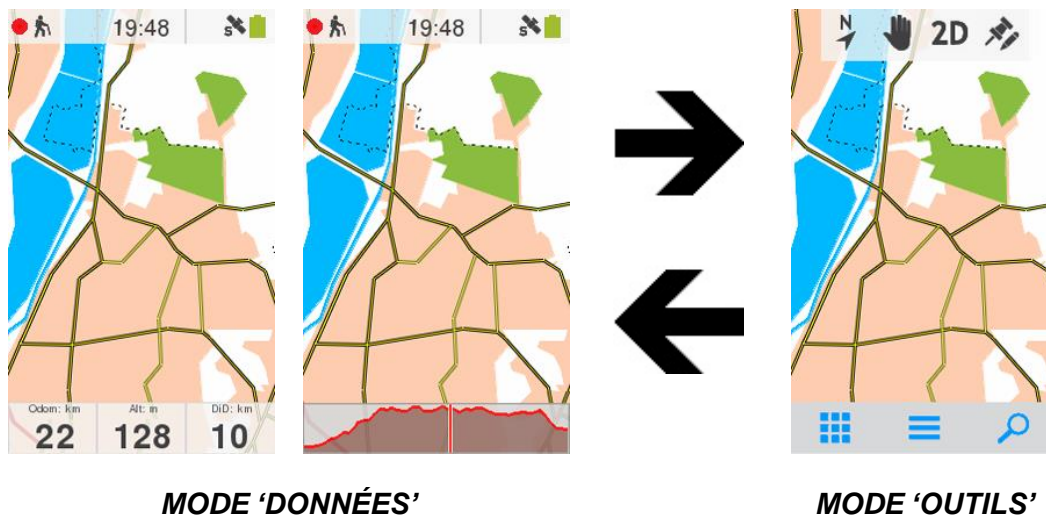 19:48
S
19:48
S
N
2D
Odom: km
Alt: m
DiD: km
22
128
10
MODE ‘DONNÉES’
MODE ‘OUTILS’